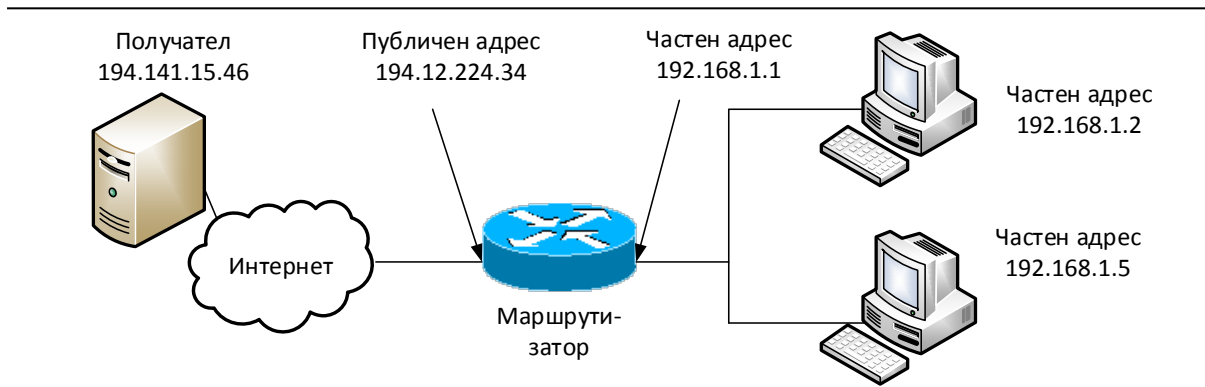 Получател
194.141.15.46
Публичен адрес
194.12.224.34
Частен адрес
192.168.1.1
Частен адрес
192.168.1.2
Частен адрес
192.168.1.5
Интернет
Маршрути-
затор